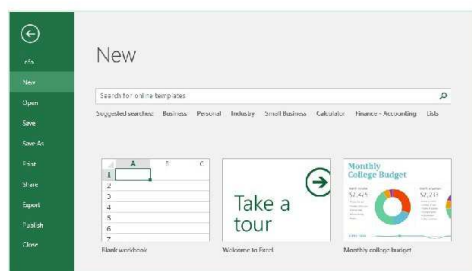 Info
New
Open
Save
Save As
Print
Share
Export
Publish
Close
New
Search for online templates
Suggested searches: Business Personal Industry Small Business Calculator Finance - Accounting Lists
A B C
1
2
3
4
5
6
7
Blank workbook
Take a
tour
Welcome to Excel
Monthly
College Budget
$2,425
Monthly college budget